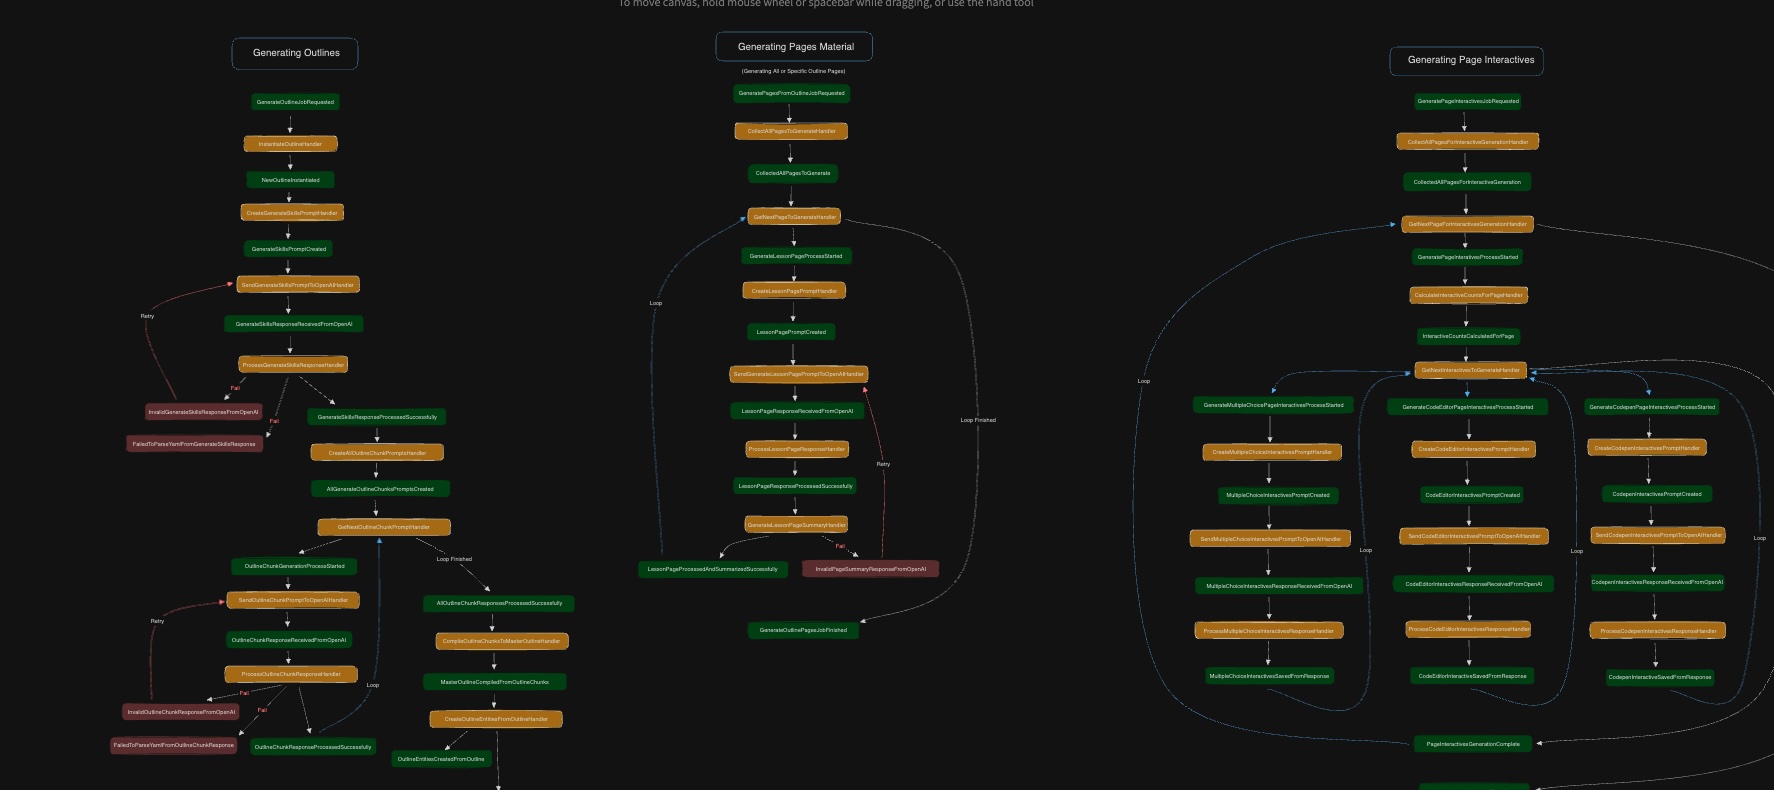 To move canvas, hold mouse wheel or spacebar while dragging, or use the hand tool
Generating Outlines
GenerateOutlineJobRequested
InstantiateOutlineHandler
NewOutlineInstantiated
CreateGenerateSkillsPromptHandler
GenerateSkillsPromptCreated
SendGenerateSkillsPromptToOpenAIHandler
Retry
GenerateSkillsResponseReceivedFromOpenAI
ProcessGenerateSkillsResponseHandler
Fail
InvalidGenerateSkillsResponseFromOpenAI
Fail
FailedToParseYamlFromGenerateSkillsResponse
GenerateSkillsResponseProcessedSuccessfully
CreateAllOutlineChunkPromptsHandler
AllGenerateOutlineChunksPromptsCreated
GetNextOutlineChunkPromptHandler
Loop Finished
OutlineChunkGenerationProcessStarted
SendOutlineChunkPromptToOpenAIHandler
Retry
OutlineChunkResponseReceivedFromOpenAI
ProcessOutlineChunkResponseHandler
Loop
Fail
InvalidOutlineChunkResponseFromOpenAI
Fail
FailedToParseYamlFromOutlineChunkResponse
OutlineChunkResponseProcessedSuccessfully
AllOutlineChunkResponsesProcessedSuccessfully
CompileOutlineChunksToMasterOutlineHandler
MasterOutlineCompiledFromOutlineChunks
CreateOutlineEntitiesFromOutlineHandler
OutlineEntitiesCreatedFromOutline
Generating Pages Material
(Generating All or Specific Outline Pages)
GeneratePagesFromOutlineJobRequested
CollectAllPagesToGenerateHandler
CollectedAllPagesToGenerate
GetNextPageToGenerateHandler
GenerateLessonPageProcessStarted
CreateLessonPagePromptHandler
Loop
LessonPagePromptCreated
SendGenerateLessonPagePromptToOpenAIHandler
LessonPageResponseReceivedFromOpenAI
Loop Finished
ProcessLessonPageResponseHandler
Retry
LessonPageResponseProcessedSuccessfully
GenerateLessonPageSummaryHandler
Fail
LessonPageProcessedAndSummarizedSuccessfully
InvalidPageSummaryResponseFromOpenAI
GenerateOutlinePagesJobFinished
Generating Page Interactives
GeneratePageInteractivesJobRequested
CollectAllPagesForInteractiveGenerationHandler
CollectedAllPagesForInteractiveGeneration
GetNextPageForInteractivesGenerationHandler
GeneratePageInterativesProcessStarted
CalculateInteractiveCountsForPageHandler
InteractiveCountsCalculatedForPage
GetNextInteractivesToGenerateHandler
Loop
GenerateMultipleChoicePageInteractivesProcessStarted
CreateMultipleChoiceInteractivesPromptHandler
MultipleChoiceInteractivesPromptCreated
SendMultipleChoiceInteractivesPromptToOpenAIHandler
Loop
MultipleChoiceInteractivesResponseReceivedFromOpenAI
ProcessMultipleChoiceInteractivesResponseHandler
MultipleChoiceInteractivesSavedFromResponse
GenerateCodeEditorPageInteractivesProcessStarted
CreateCodeEditorInteractivesPromptHandler
CodeEditorInteractivesPromptCreated
SendCodeEditorInteractivesPromptToOpenAIHandler
Loop
CodeEditorInteractivesResponseReceivedFromOpenAI
ProcessCodeEditorInteractivesResponseHandler
CodeEditorInteractiveSavedFromResponse
GenerateCodepenPageInteractivesProcessStarted
CreateCodepenInteractivesPromptHandler
CodepenInteractivesPromptCreated
SendCodepenInteractivesPromptToOpenAIHandler
Loop
CodepenInteractivesResponseReceivedFromOpenAI
ProcessCodepenInteractivesResponseHandler
CodepenInteractiveSavedFromResponse
PageInteractivesGenerationComplete